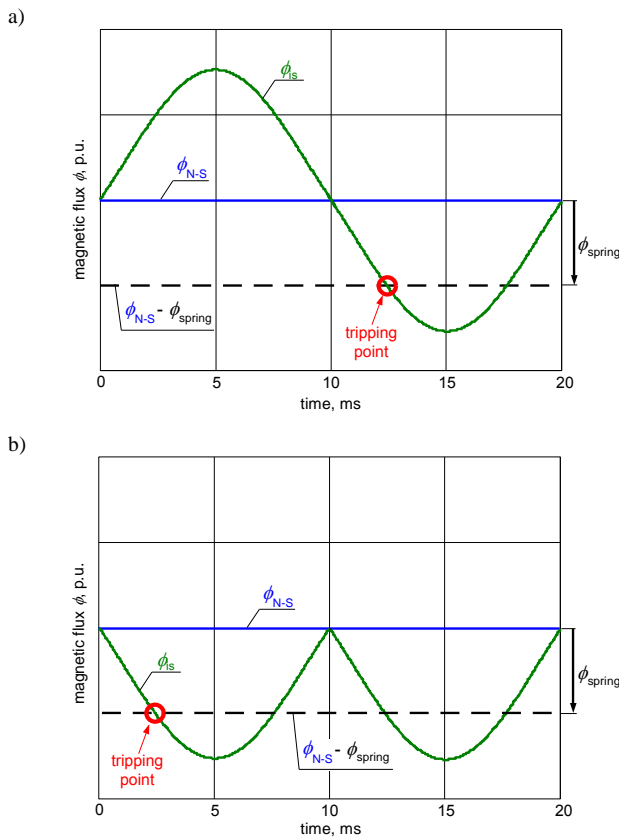 a)
magnetic flux ϕ, p.u.
ϕls
ϕN-S
ϕspring
ϕN-S - ϕspring
tripping
point
0 5 10 15 20
time, ms
b)
magnetic flux ϕ, p.u.
ϕN-S
ϕls
ϕspring
tripping
point
ϕN-S - ϕspring
0 5 10 15 20
time, ms